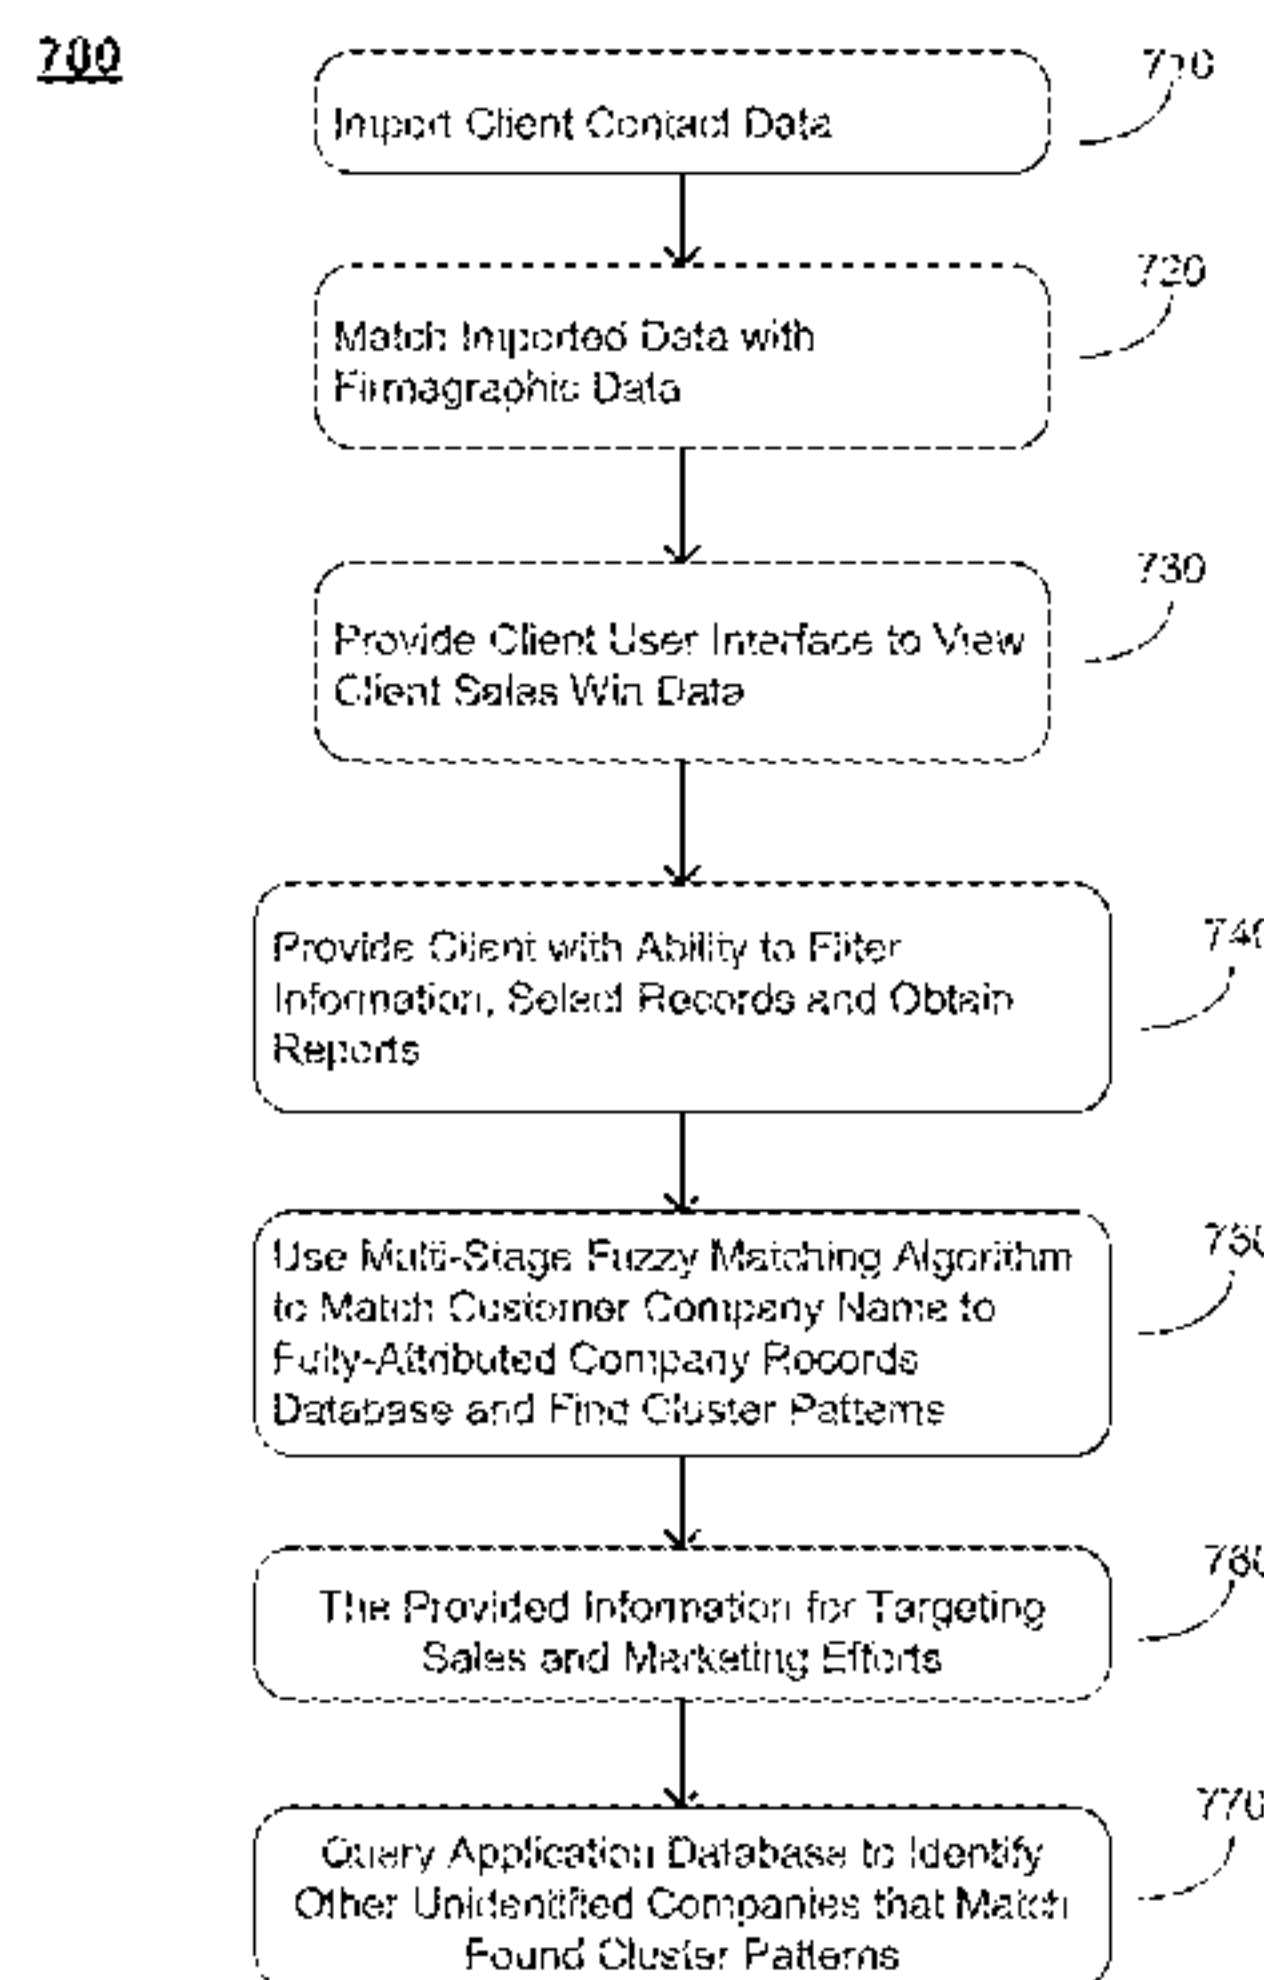 700
710
Import Client Contact Data
720
Match Imported Data with
Firmagraphic Data
730
Provide Client User Interface to View
Client Sales Win Data
740
Provide Client with Ability to Filter
Information, Select Records and Obtain
Reports
750
Use Multi-Stage Fuzzy Matching Algorithm
to Match Customer Company Name to
Fully-Attributed Company Records
Database and Find Cluster Patterns
760
The Provided Information for Targeting
Sales and Marketing Efforts
770
Query Application Database to Identify
Other Unidentified Companies that Match
Found Cluster Patterns